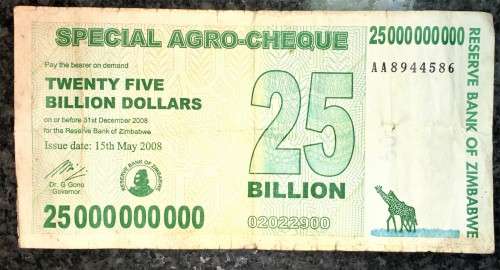 SPECIAL AGRO-CHEQUE
25000000000
AA8944586
Pay the bearer on demand
TWENTY FIVE
BILLION DOLLARS
on or before 31st December 2008
for the Reserve Bank of Zimbabwe
Issue date: 15th May 2008
Dr. G Gono
Governor.
RESERVE BANK OF ZIMBABWE
25
BILLION
25000000000
02022900
RESERVE BANK OF ZIMBABWE